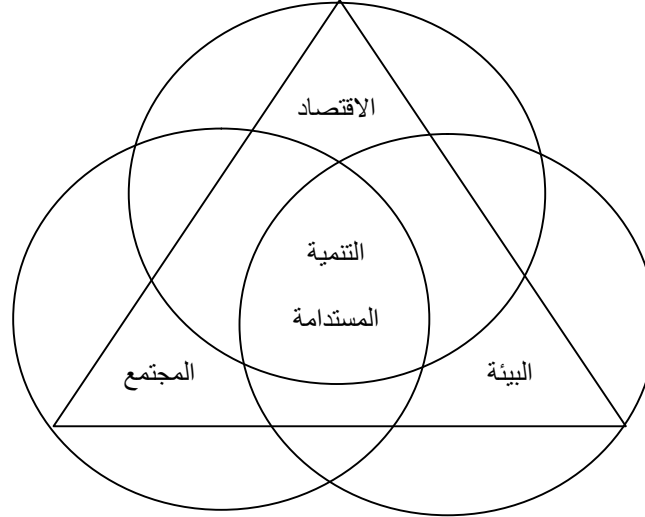 الاقتصاد
التنمية
المستدامة
المجتمع
البيئة